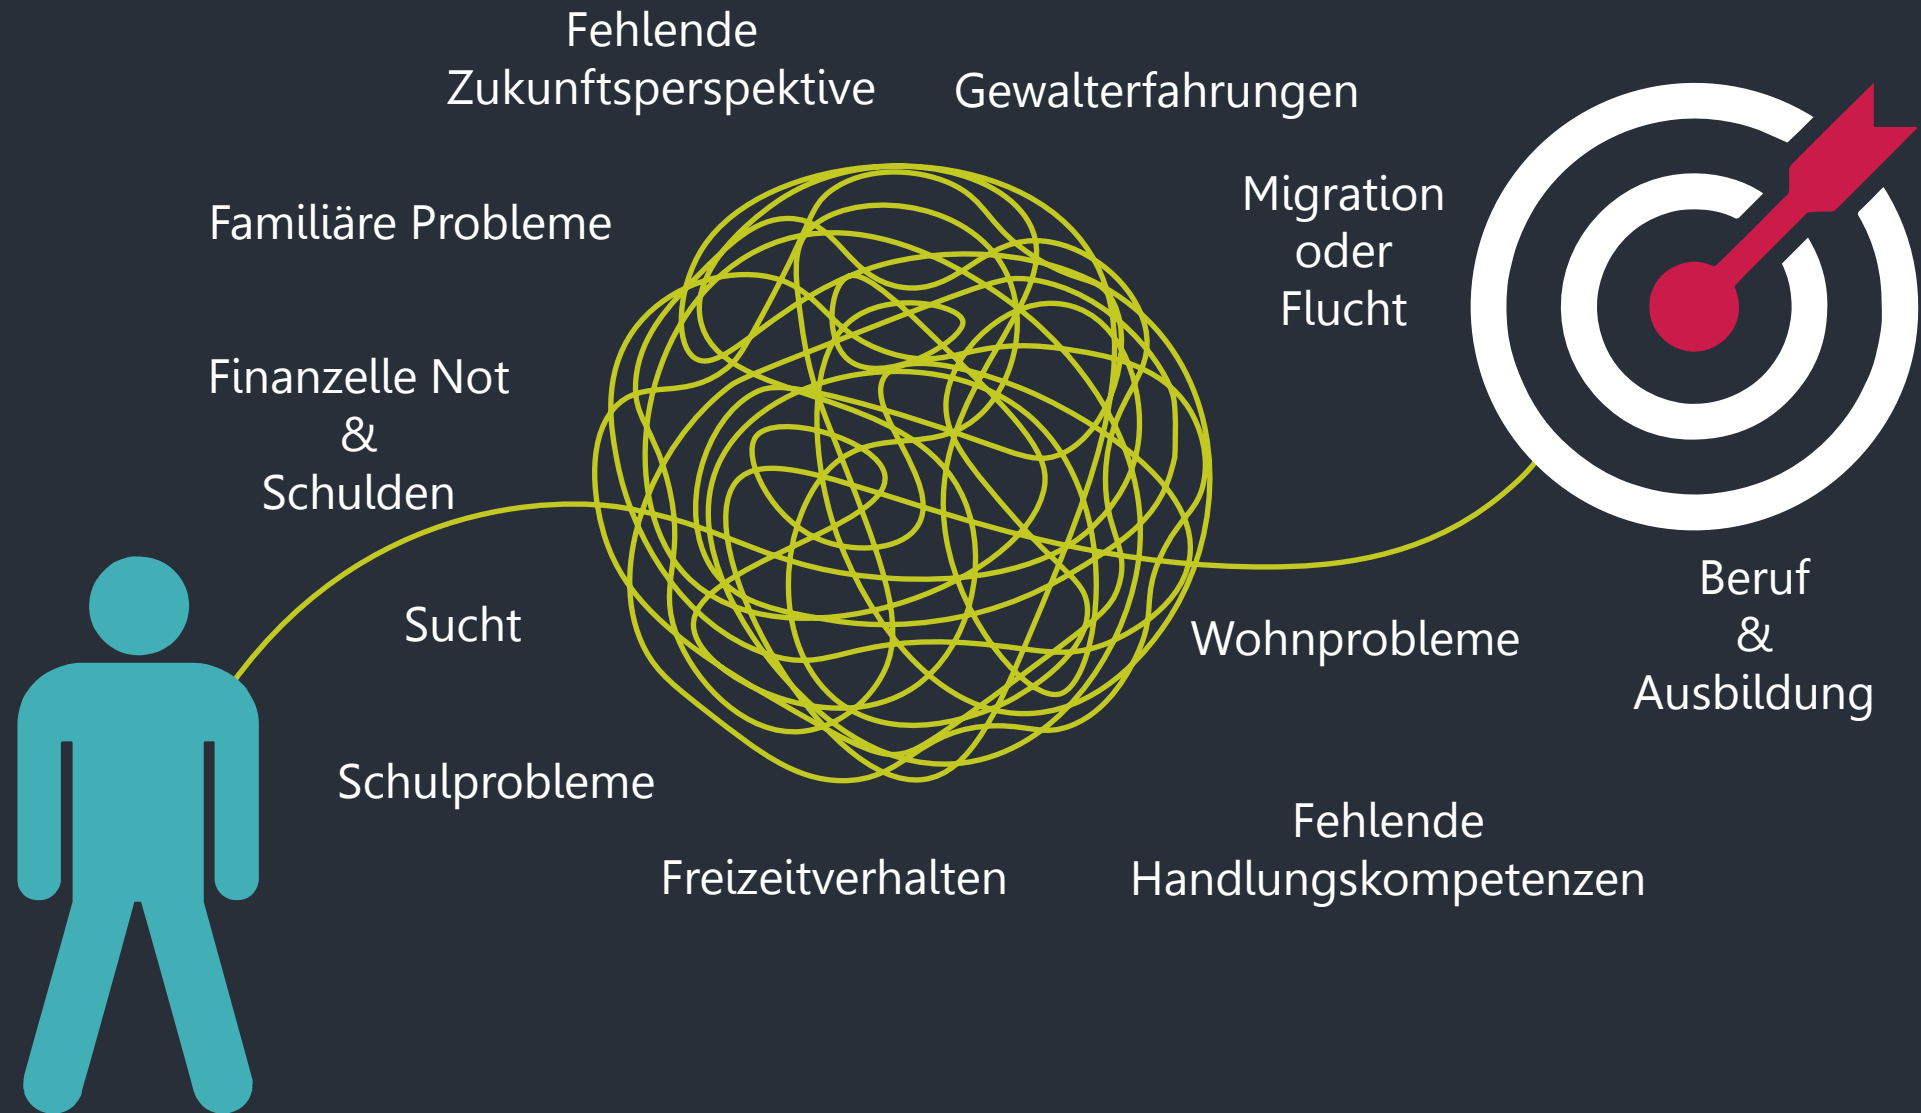 Fehlende
Zukunftsperspektive
Gewalterfahrungen
Familiäre Probleme
Migration
oder
Flucht
Finanzelle Not
&
Schulden
Sucht
Wohnprobleme
Beruf
&
Ausbildung
Schulprobleme
Freizeitverhalten
Fehlende
Handlungskompetenzen